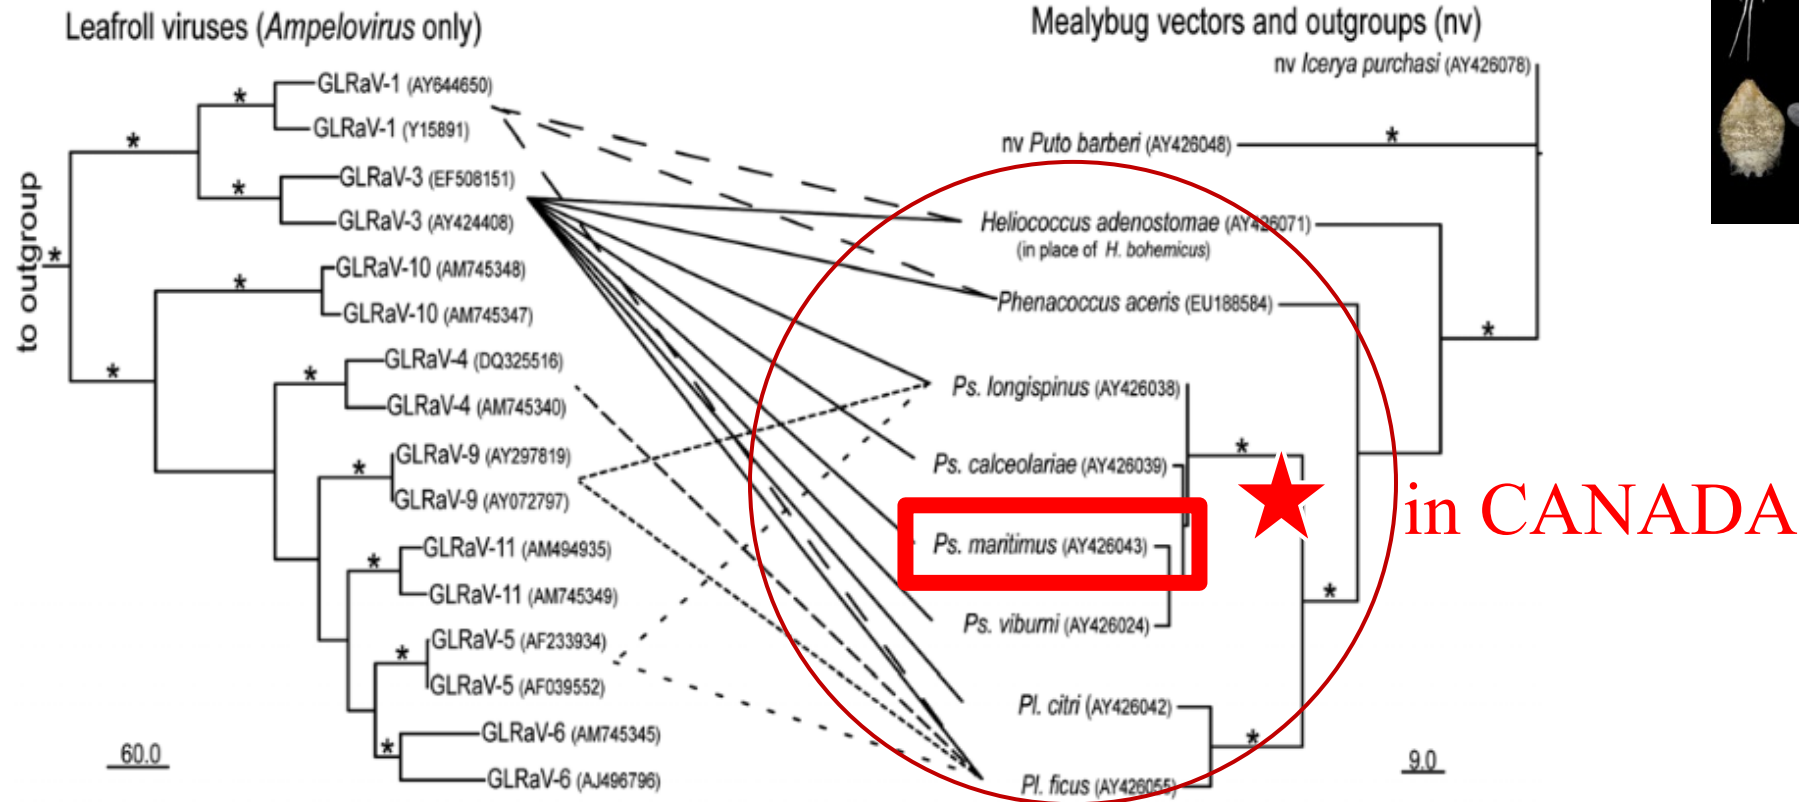 Leafroll viruses (Ampelovirus only)
GLRaV-1 (AY644650)
GLRaV-1 (Y15891)
GLRaV-3 (EF508151)
GLRaV-3 (AY424408)
GLRaV-10 (AM745348)
GLRaV-10 (AM745347)
GLRaV-4 (DQ325516)
GLRaV-4 (AM745340)
GLRaV-9 (AY297819)
GLRaV-9 (AY072797)
GLRaV-11 (AM494935)
GLRaV-11 (AM745349)
GLRaV-5 (AF233934)
GLRaV-5 (AF039552)
GLRaV-6 (AM745345)
GLRaV-6 (AJ496796)
to outgroup
60.0
Mealybug vectors and outgroups (nv)
nv Icerya purchasi (AY426078)
nv Puto barberi (AY426048)
Heliococcus adenostomae (AY426071)
(in place of H. bohemicus)
Phenacoccus aceris (EU188584)
Ps. longispinus (AY426038)
Ps. calceolariae (AY426039)
Ps. maritimus (AY426043)
Ps. viburni (AY426024)
Pl. citri (AY426042)
Pl. ficus (AY426055)
9.0
in CANADA